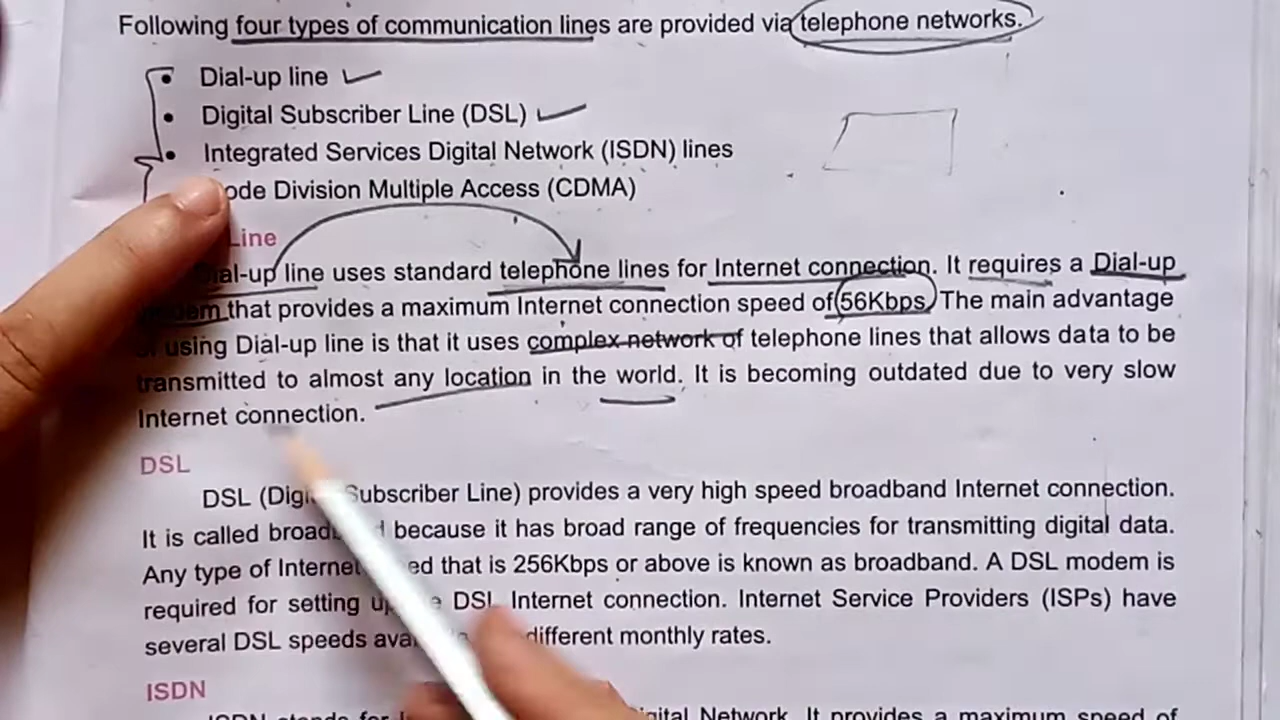 Following four types of communication lines are provided via telephone networks.
• Dial-up line
• Digital Subscriber Line (DSL)
• Integrated Services Digital Network (ISDN) lines
Division Multiple Access (CDMA)
Line
line uses standard telephone lines for Internet connection. It requires a Dial-up
that provides a maximum Internet connection speed of 56Kbps. The main advantage
using Dial-up line is that it uses complex network of telephone lines that allows data to be
transmitted to almost any location in the world. It is becoming outdated due to very slow
Internet connection.
DSL
DSL (Digital Subscriber Line) provides a very high speed broadband Internet connection.
It is called because it has broad range of frequencies for transmitting digital data.
Any type of Internet that is 256Kbps or above is known as broadband. A DSL modem is
required for setting DSL Internet connection. Internet Service Providers (ISPs) have
several DSL speeds different monthly rates.
ISDN
ISDN stands for Digital Network. It provides a maximum speed of